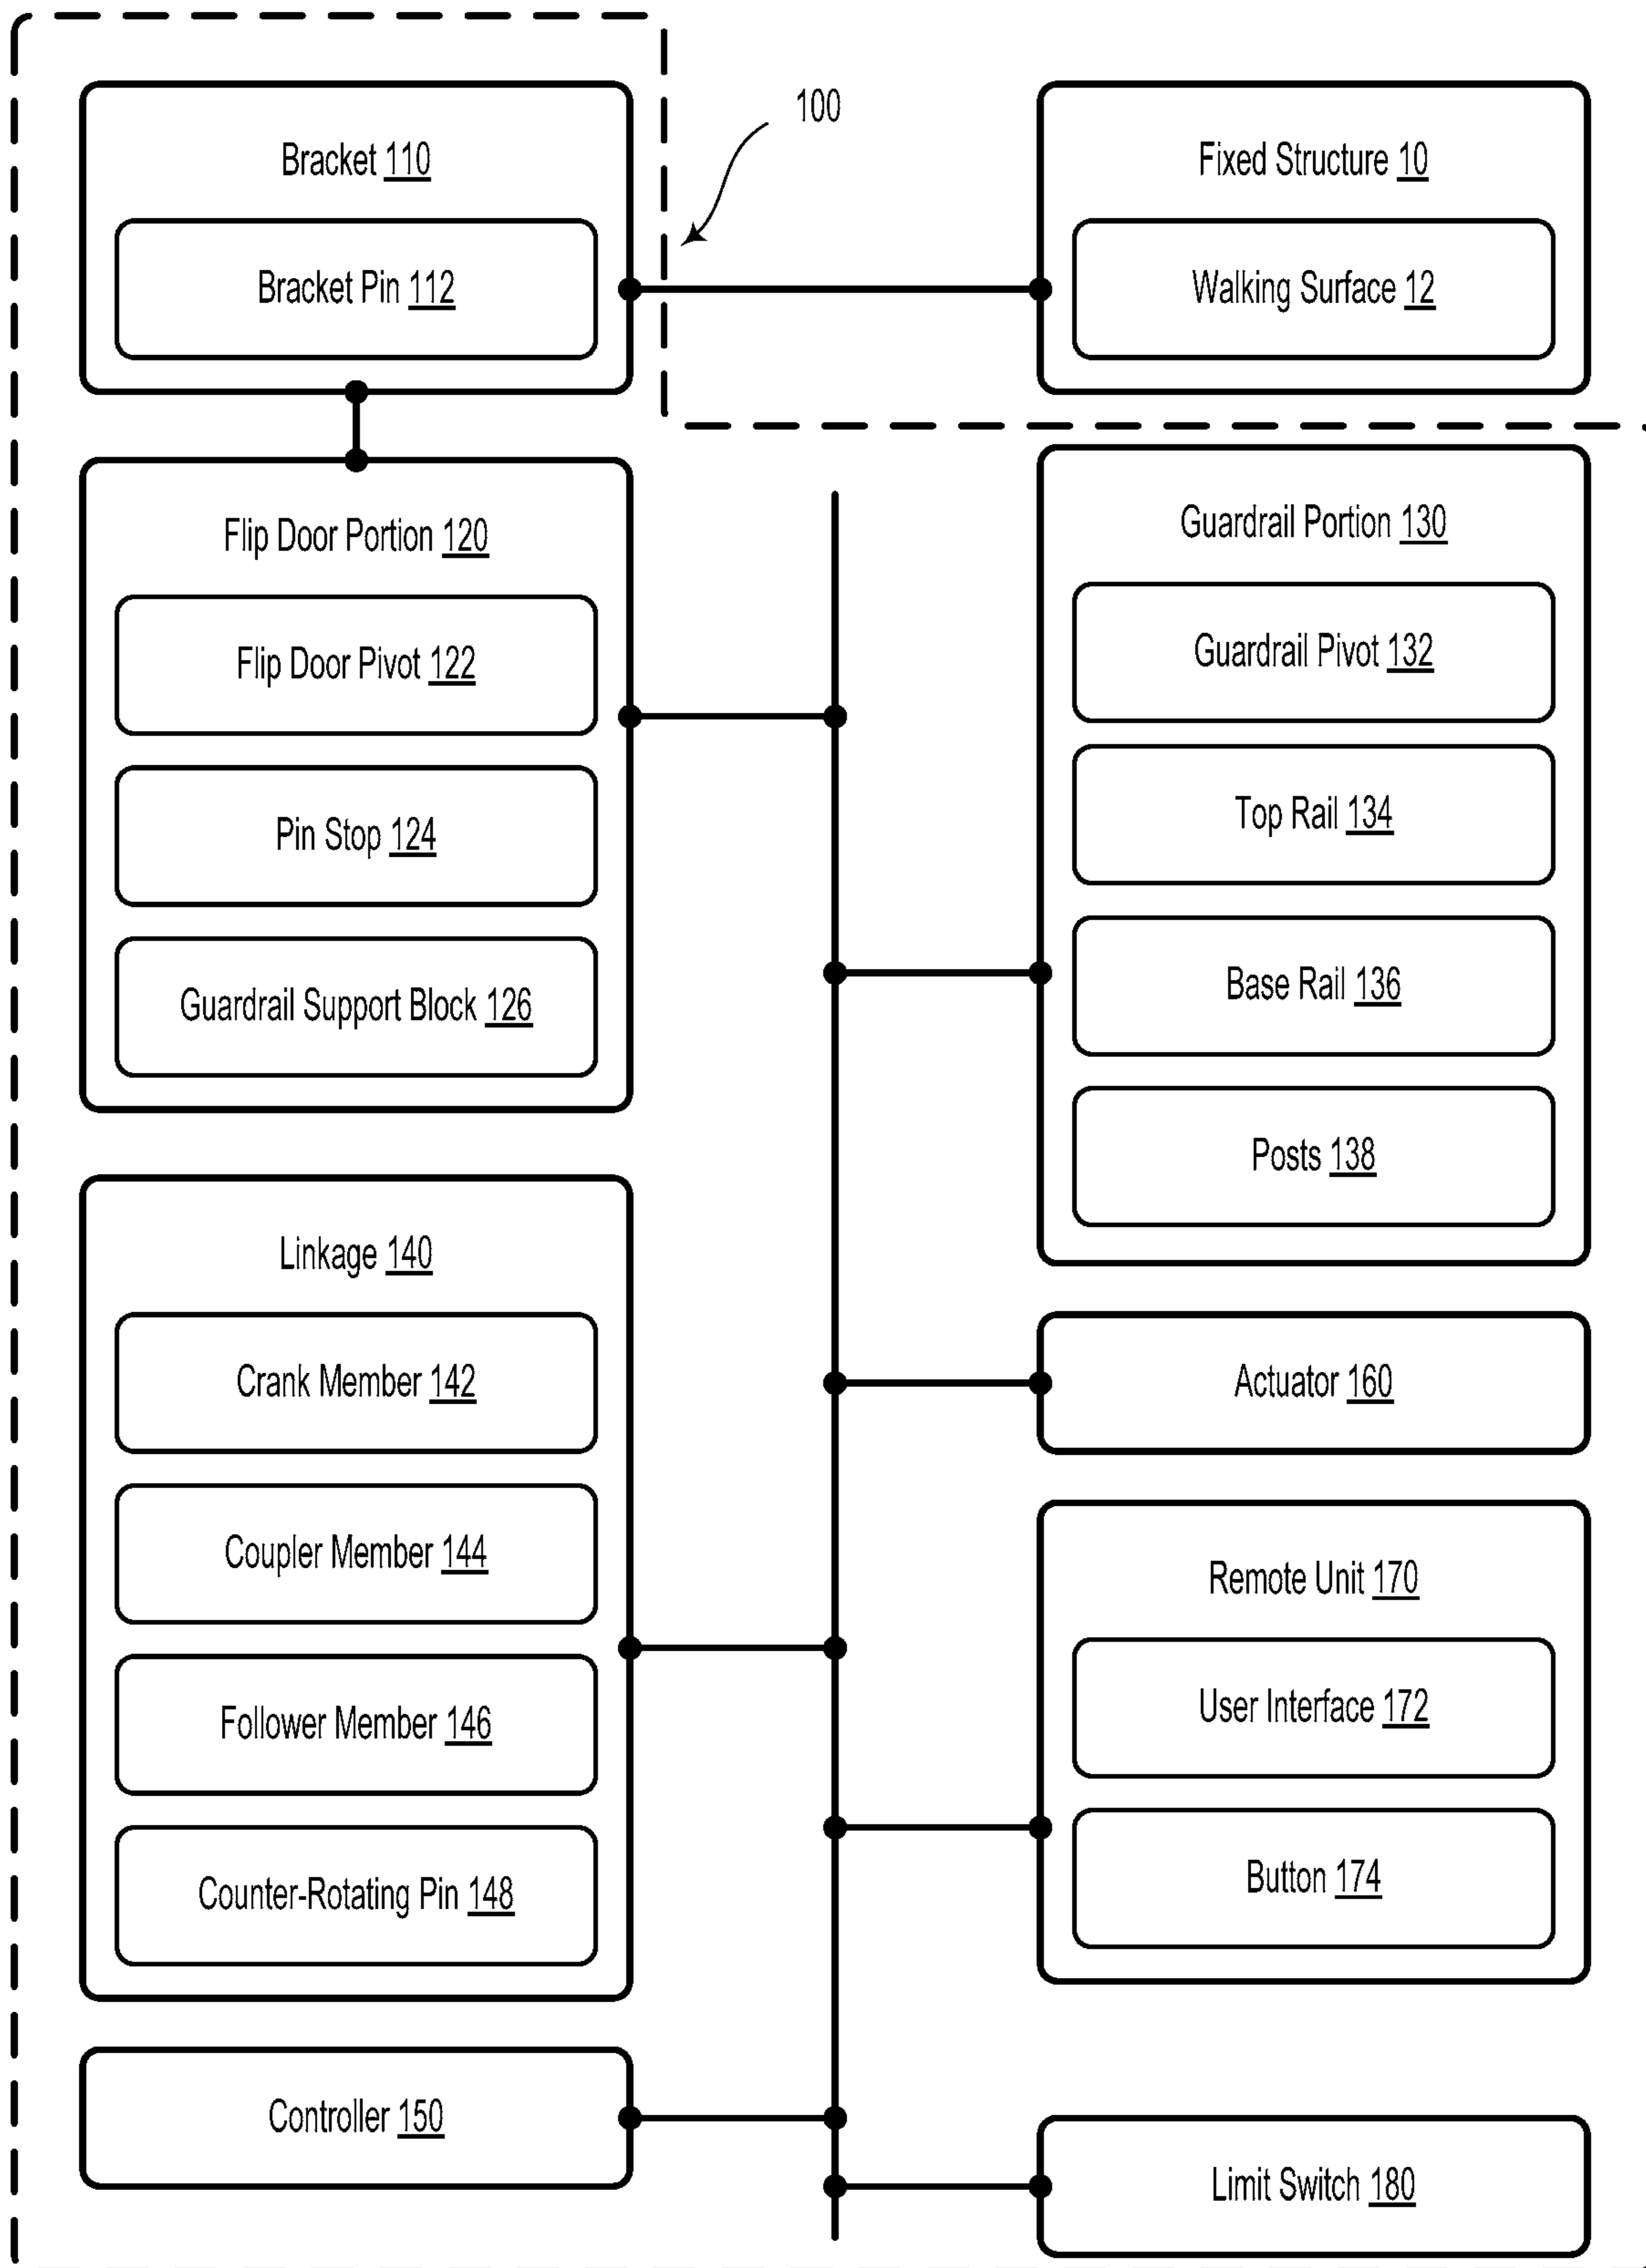 100
Bracket 110
Bracket Pin 112
Fixed Structure 10
Walking Surface 12
Flip Door Portion 120
Flip Door Pivot 122
Pin Stop 124
Guardrail Support Block 126
Guardrail Portion 130
Guardrail Pivot 132
Top Rail 134
Base Rail 136
Posts 138
Linkage 140
Crank Member 142
Coupler Member 144
Follower Member 146
Counter-Rotating Pin 148
Actuator 160
Remote Unit 170
User Interface 172
Button 174
Controller 150
Limit Switch 180